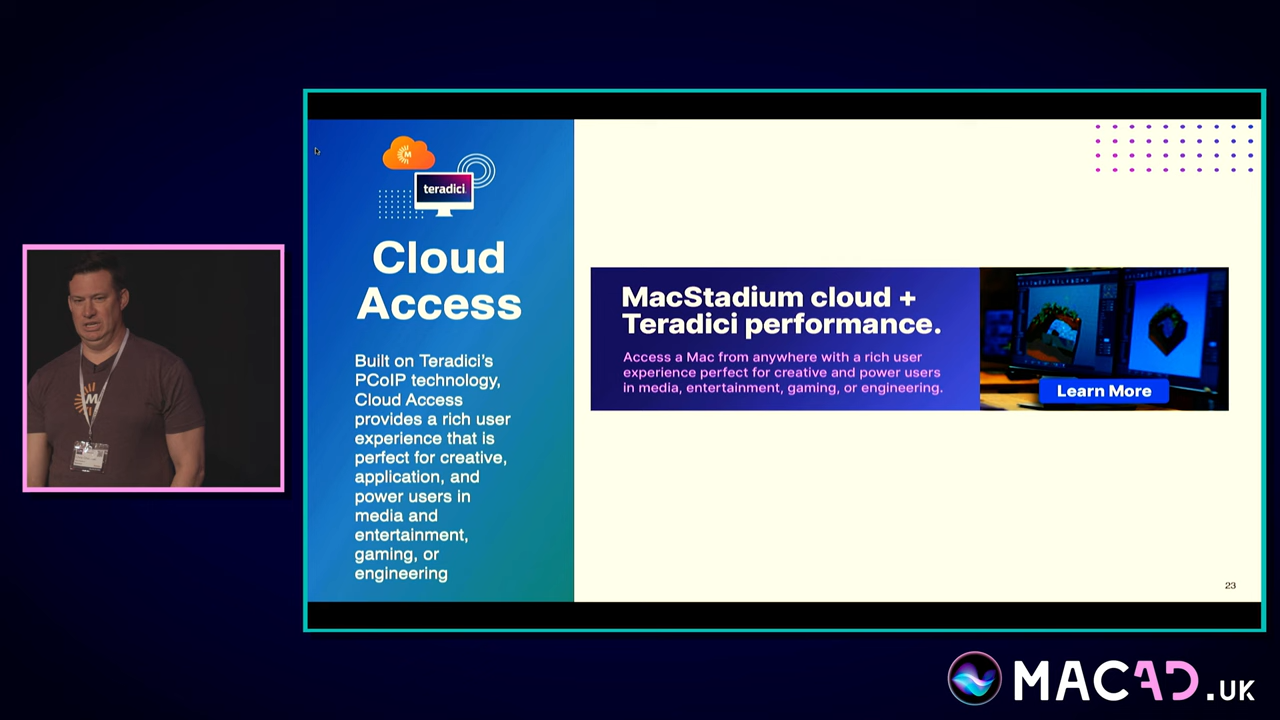 M
teradici
Cloud
Access
Built on Teradici's
PCoIP technology,
Cloud Access
provides a rich user
experience that is
perfect for creative,
application, and
power users in
media and
entertainment,
gaming, or
engineering
MacStadium cloud +
Teradici performance.
Access a Mac from anywhere with a rich user
experience perfect for creative and power users
in media, entertainment, gaming, or engineering.
Learn More
23
M
MACAD.UK